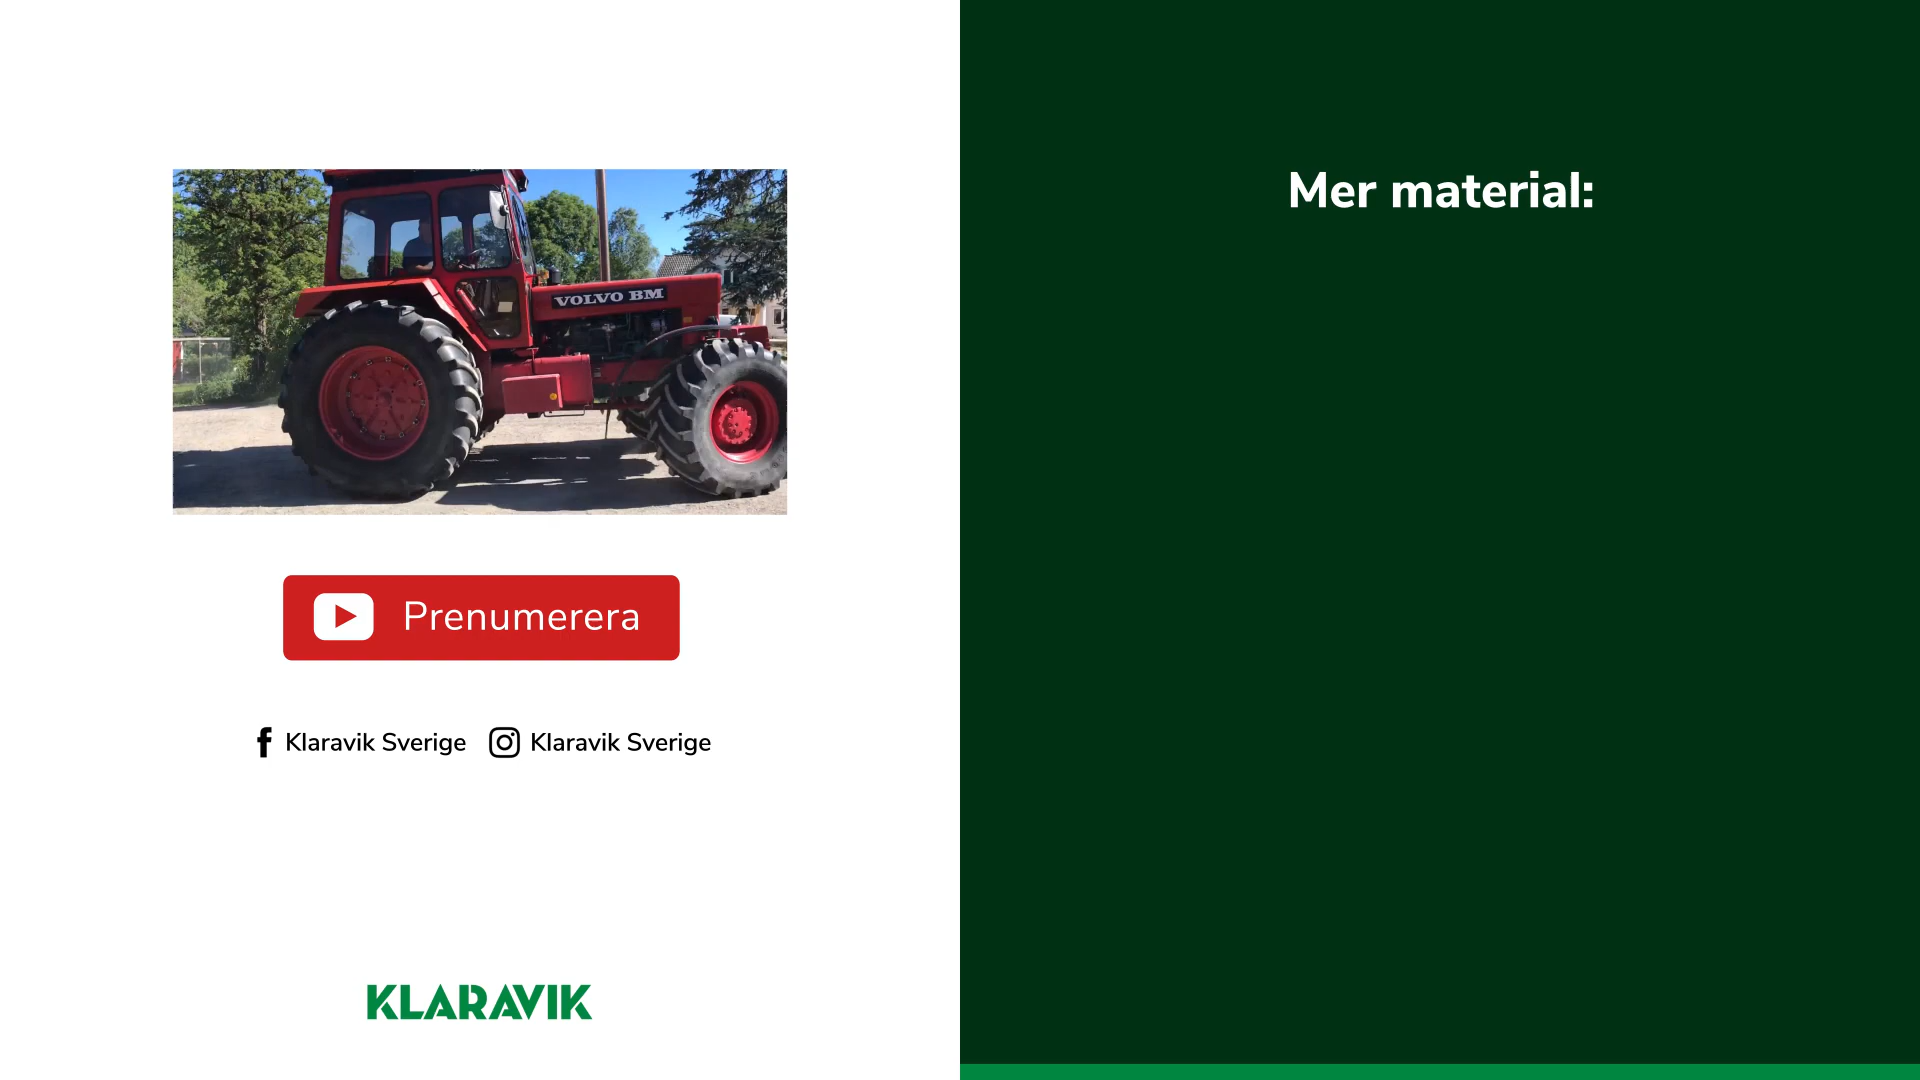 VOLVO BM
Prenumerera
Klaravik Sverige
Klaravik Sverige
KLARAVIK
Mer material: